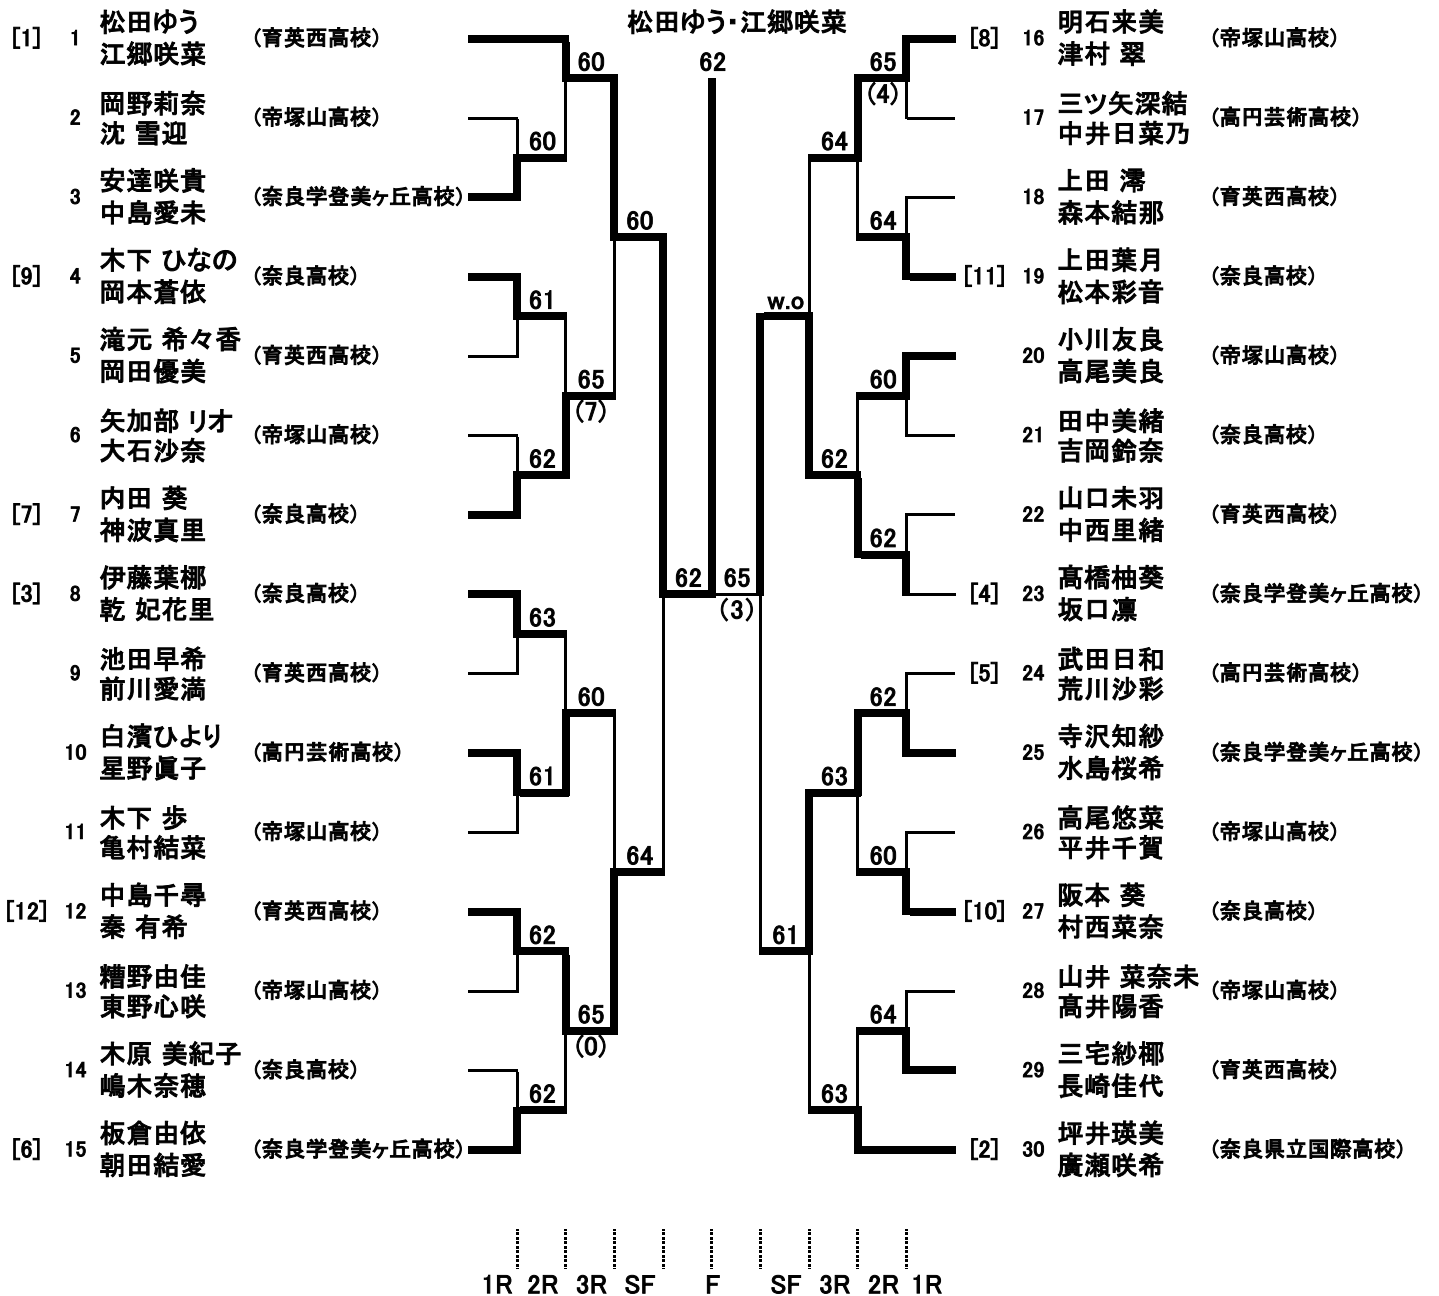 松田ゆう・江郷咲菜
62
[1] 1 松田ゆう 江郷咲菜 (育英西高校)
2 岡野莉奈 沈 雪迎 (帝塚山高校)
3 安達咲貴 中島愛未 (奈良学登美ヶ丘高校)
[9] 4 木下 ひなの 岡本蒼依 (奈良高校)
5 滝元 希々香 岡田優美 (育英西高校)
6 矢加部 リオ 大石沙奈 (帝塚山高校)
[7] 7 内田 葵 神波真里 (奈良高校)
[3] 8 伊藤葉梛 乾 妃花里 (奈良高校)
9 池田早希 前川愛満 (育英西高校)
10 白濱ひより 星野眞子 (高円芸術高校)
11 木下 歩 亀村結菜 (帝塚山高校)
[12] 12 中島千尋 秦 有希 (育英西高校)
13 糟野由佳 東野心咲 (帝塚山高校)
14 木原 美紀子 嶋木奈穂 (奈良高校)
[6] 15 板倉由依 朝田結愛 (奈良学登美ヶ丘高校)
60
60
61
62
63
61
62
62
60
65
(7)
60
65
(0)
60
64
62
65
(3)
w.o
61
64
62
63
63
65
(4)
64
60
62
62
60
64
[8] 16 明石来美 津村 翠 (帝塚山高校)
17 三ツ矢深結 中井日菜乃 (高円芸術高校)
18 上田 澪 森本結那 (育英西高校)
[11] 19 上田葉月 松本彩音 (奈良高校)
20 小川友良 高尾美良 (帝塚山高校)
21 田中美緒 吉岡鈴奈 (奈良高校)
22 山口未羽 中西里緒 (育英西高校)
[4] 23 髙橋柚葵 坂口凛 (奈良学登美ヶ丘高校)
[5] 24 武田日和 荒川沙彩 (高円芸術高校)
25 寺沢知紗 水島桜希 (奈良学登美ヶ丘高校)
26 高尾悠菜 平井千賀 (帝塚山高校)
[10] 27 阪本 葵 村西菜奈 (奈良高校)
28 山井 菜奈未 髙井陽香 (帝塚山高校)
29 三宅紗椰 長崎佳代 (育英西高校)
[2] 30 坪井瑛美 廣瀬咲希 (奈良県立国際高校)
1R 2R 3R SF F SF 3R 2R 1R